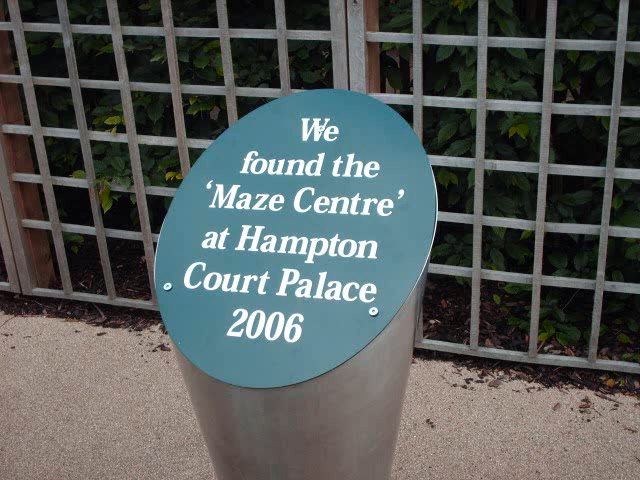 We
found the
‘Maze Centre’
at Hampton
Court Palace
2006